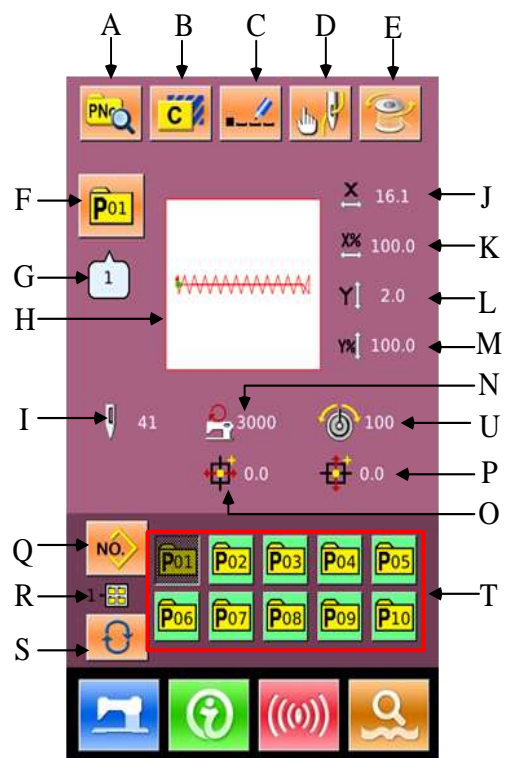 A B C D E
PNo. C
F P01 X 16.1 J
X% 100.0 K
G 1
Y 2.0 L
H
Y% 100.0 M
N
I 41 3000 100 U
0.0 0.0 P
O
Q NO. P01 P02 P03 P04 P05
R 1- T
P06 P07 P08 P09 P10
S